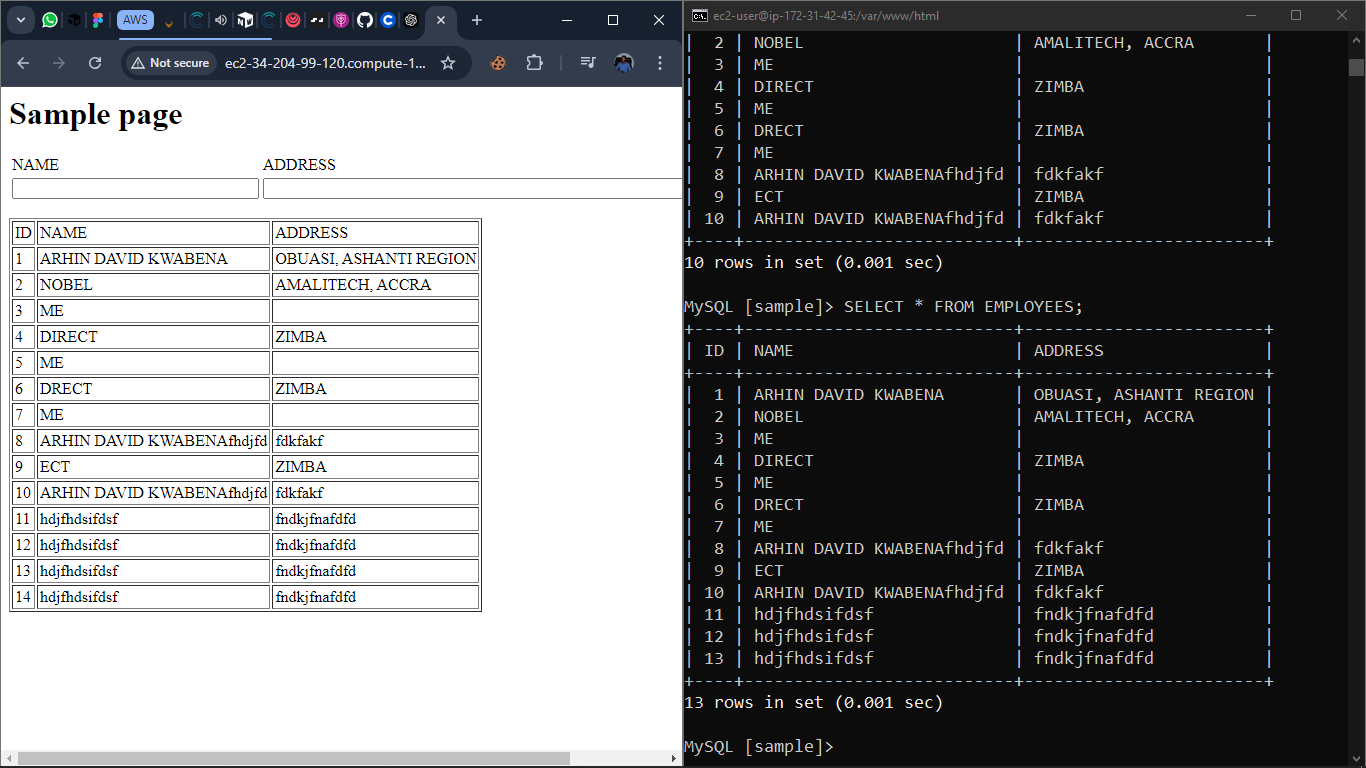 AWS
Not secure
ec2-34-204-99-120.compute-1...
Sample page
NAME ADDRESS
ID NAME ADDRESS
1 ARHIN DAVID KWABENA OBUASI, ASHANTI REGION
2 NOBEL AMALITECH, ACCRA
3 ME
4 DIRECT ZIMBA
5 ME
6 DRECT ZIMBA
7 ME
8 ARHIN DAVID KWABENAfhdjfd fdkfakf
9 ECT ZIMBA
10 ARHIN DAVID KWABENAfhdjfd fdkfakf
11 hdjfhdsifdsf fndkjfnafdfd
12 hdjfhdsifdsf fndkjfnafdfd
13 hdjfhdsifdsf fndkjfnafdfd
14 hdjfhdsifdsf fndkjfnafdfd
ec2-user@ip-172-31-42-45:/var/www/html
| 2 | NOBEL | AMALITECH, ACCRA |
| 3 | ME | |
| 4 | DIRECT | ZIMBA |
| 5 | ME | |
| 6 | DRECT | ZIMBA |
| 7 | ME | |
| 8 | ARHIN DAVID KWABENAfhdjfd | fdkfakf |
| 9 | ECT | ZIMBA |
| 10 | ARHIN DAVID KWABENAfhdjfd | fdkfakf |
+----+---------------------------+------------------------+
10 rows in set (0.001 sec)
MySQL [sample]> SELECT * FROM EMPLOYEES;
+----+---------------------------+------------------------+
| ID | NAME | ADDRESS |
+----+---------------------------+------------------------+
| 1 | ARHIN DAVID KWABENA | OBUASI, ASHANTI REGION |
| 2 | NOBEL | AMALITECH, ACCRA |
| 3 | ME | |
| 4 | DIRECT | ZIMBA |
| 5 | ME | |
| 6 | DRECT | ZIMBA |
| 7 | ME | |
| 8 | ARHIN DAVID KWABENAfhdjfd | fdkfakf |
| 9 | ECT | ZIMBA |
| 10 | ARHIN DAVID KWABENAfhdjfd | fdkfakf |
| 11 | hdjfhdsifdsf | fndkjfnafdfd |
| 12 | hdjfhdsifdsf | fndkjfnafdfd |
| 13 | hdjfhdsifdsf | fndkjfnafdfd |
+----+---------------------------+------------------------+
13 rows in set (0.001 sec)
MySQL [sample]>